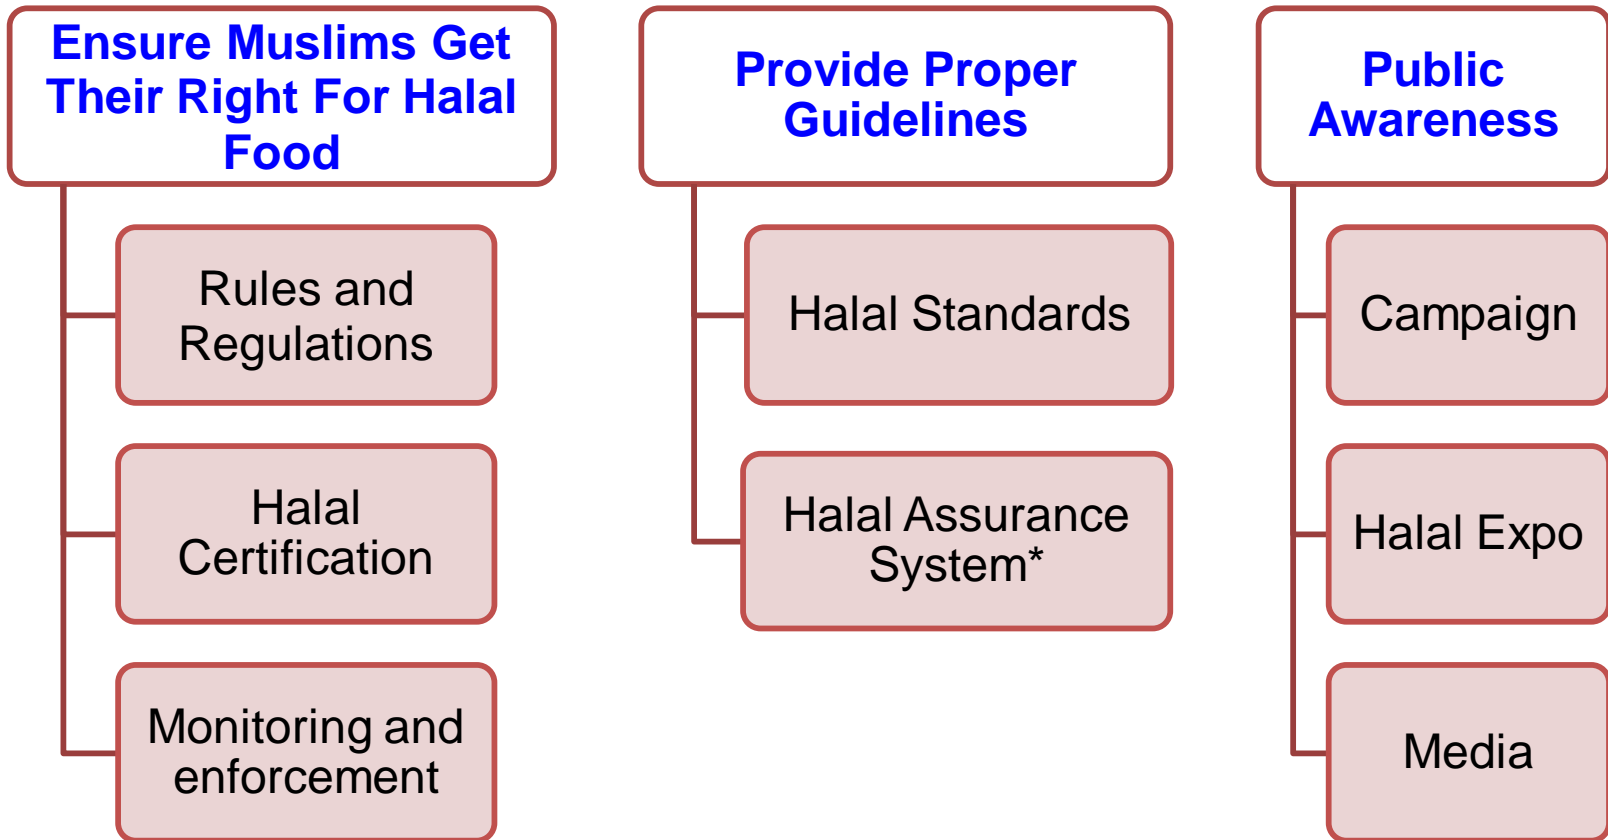 Ensure Muslims Get
Their Right For Halal
Food
Rules and
Regulations
Halal
Certification
Monitoring and
enforcement
Provide Proper
Guidelines
Halal Standards
Halal Assurance
System*
Public
Awareness
Campaign
Halal Expo
Media